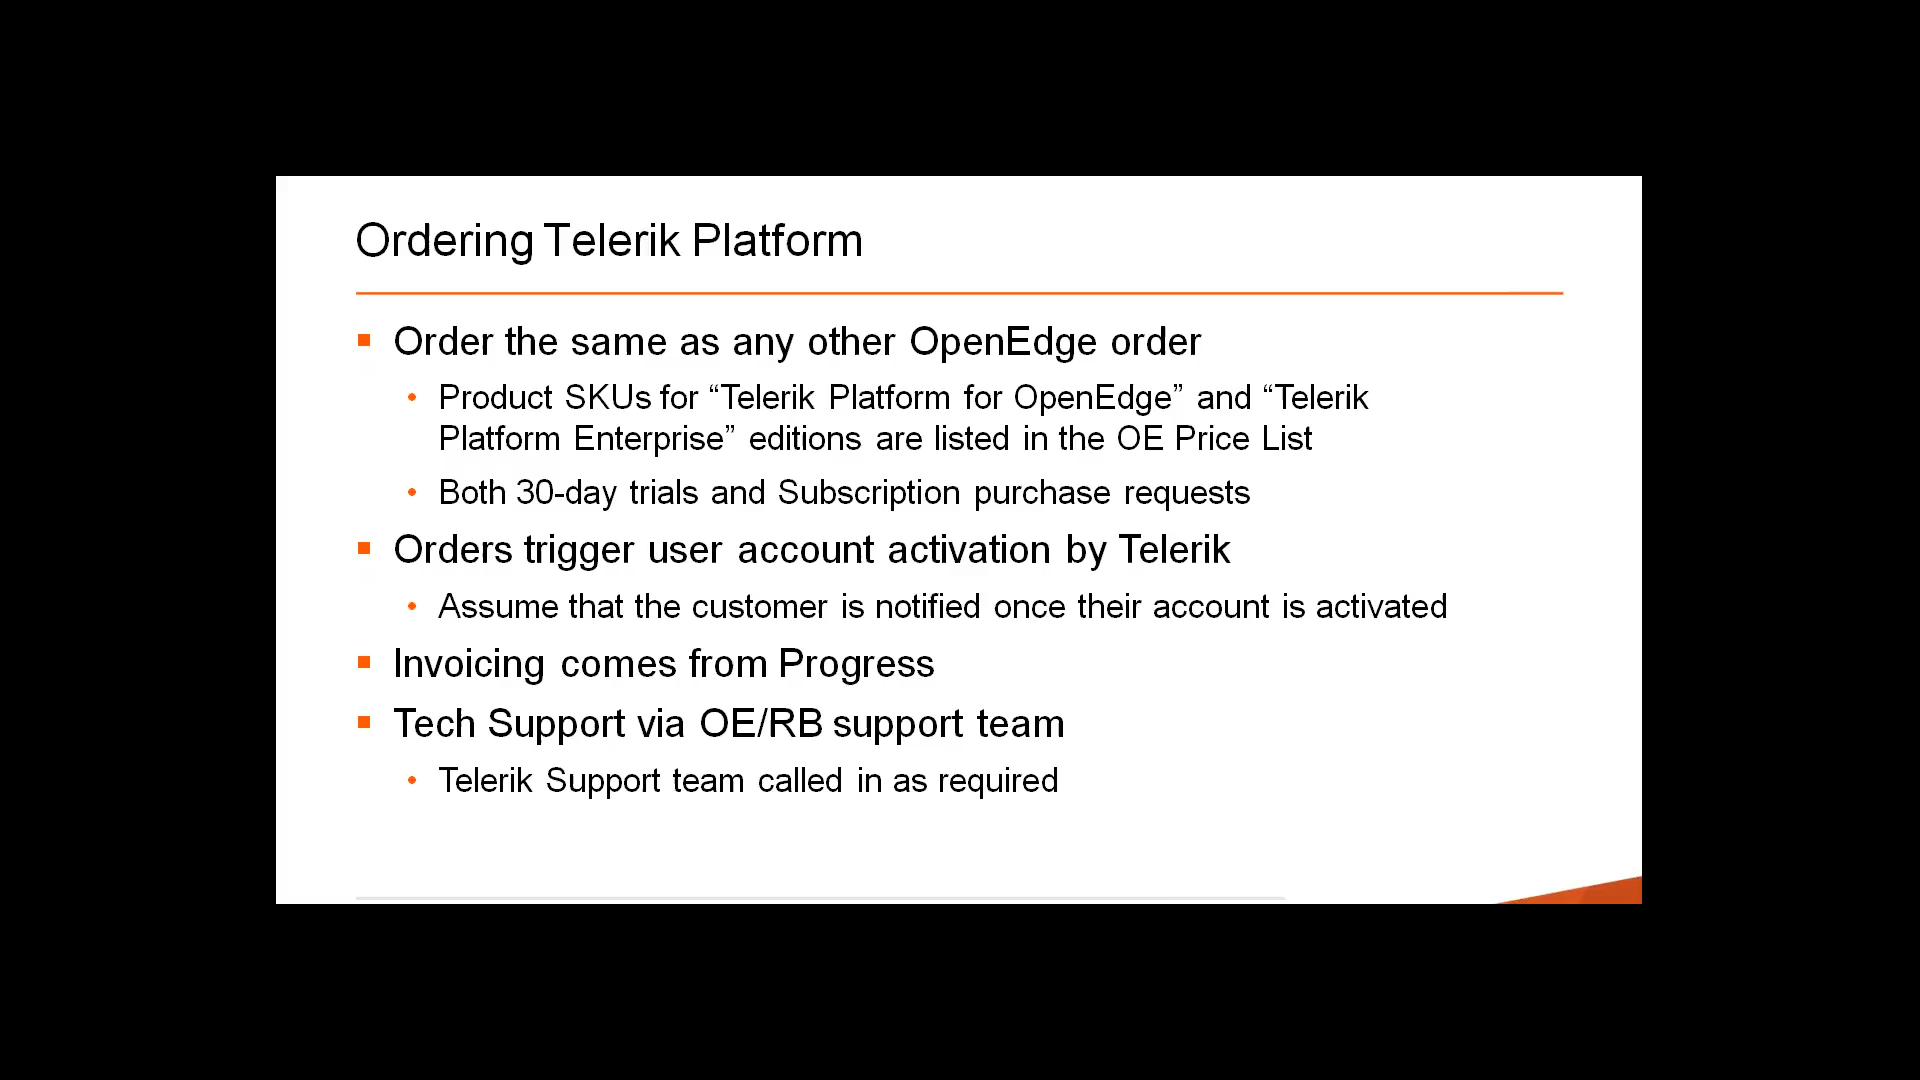 Ordering Telerik Platform
Order the same as any other OpenEdge order
Product SKUs for “Telerik Platform for OpenEdge” and “Telerik
Platform Enterprise” editions are listed in the OE Price List
Both 30-day trials and Subscription purchase requests
Orders trigger user account activation by Telerik
Assume that the customer is notified once their account is activated
Invoicing comes from Progress
Tech Support via OE/RB support team
Telerik Support team called in as required